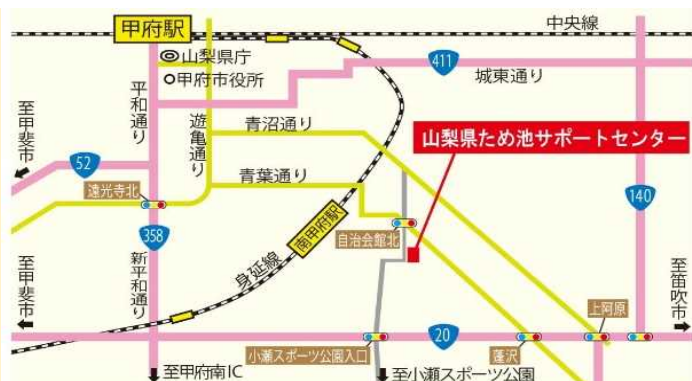 甲府駅
中央線
山梨県庁
甲府市役所
411
城東通り
至甲斐市
平和通り
遊亀通り
青沼通り
山梨県ため池サポートセンター
52
青葉通り
遠光寺北
140
358
南甲府駅
自治会館北
身延線
新平和通り
至甲斐市
至笛吹市
上阿原
20
小瀬スポーツ公園入口
蓬沢
至甲府南IC
至小瀬スポーツ公園